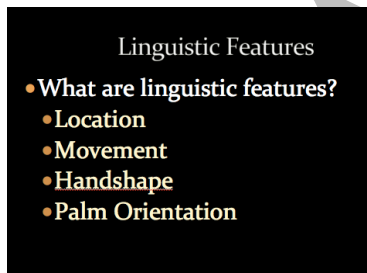 Linguistic Features
•What are linguistic features?
•Location
•Movement
•Handshape
•Palm Orientation